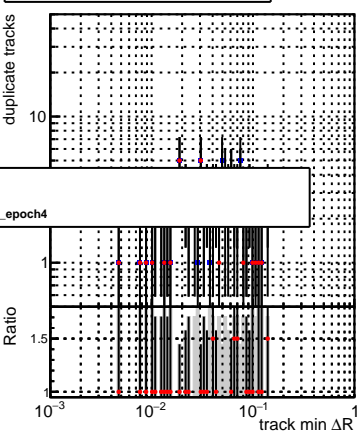 duplicate tracks
10
_epoch4
1
Ratio
1.5
1
10−3
10−2
10−1
1
track min ΔR